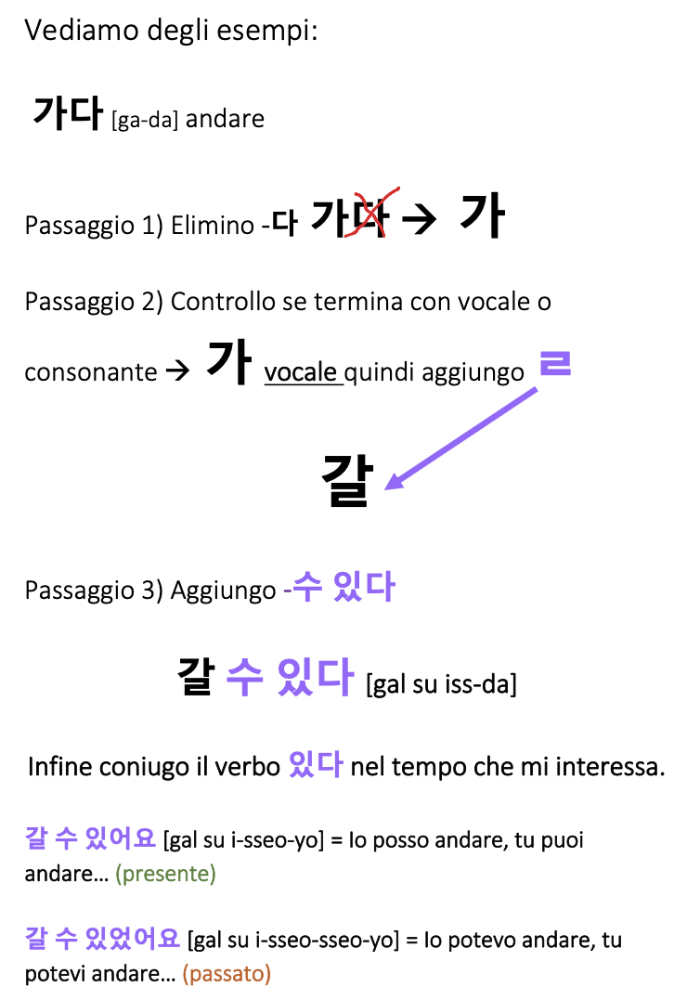 Vediamo degli esempi:
가다 [ga-da] andare
Passaggio 1) Elimino -다 가다 → 가
Passaggio 2) Controllo se termina con vocale o
consonante → 가 vocale quindi aggiungo ㄹ
갈
Passaggio 3) Aggiungo -수 있다
갈 수 있다 [gal su iss-da]
Infine coniugo il verbo 있다 nel tempo che mi interessa.
갈 수 있어요 [gal su i-sseo-yo] = Io posso andare, tu puoi
andare… (presente)
갈 수 있었어요 [gal su i-sseo-sseo-yo] = Io potevo andare, tu
potevi andare… (passato)